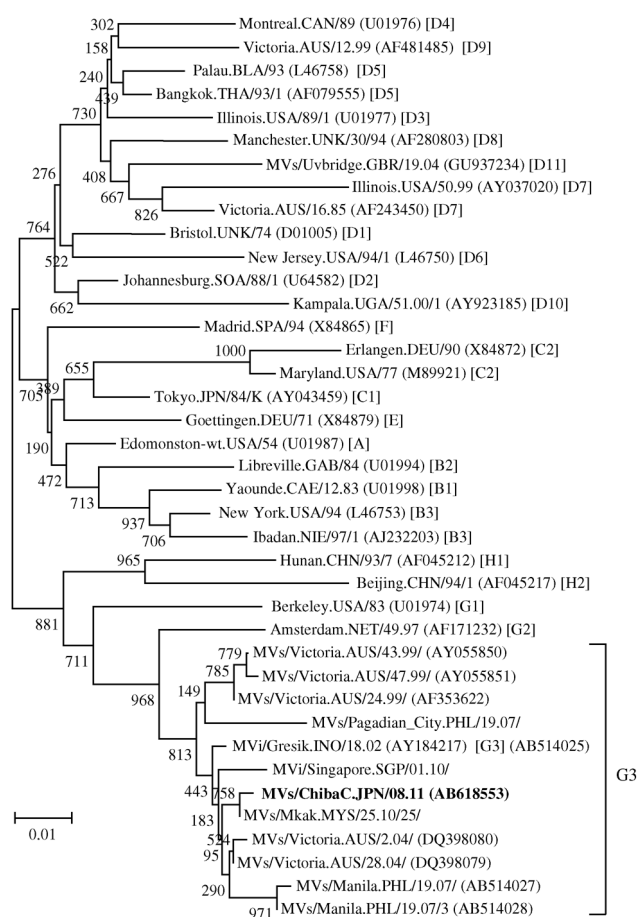 302 Montreal.CAN/89 (U01976) [D4]
158 Victoria.AUS/12.99 (AF481485) [D9]
Palau.BLA/93 (L46758) [D5]
240
439 Bangkok.THA/93/1 (AF079555) [D5]
730 Illinois.USA/89/1 (U01977) [D3]
Manchester.UNK/30/94 (AF280803) [D8]
MVs/Uvbridge.GBR/19.04 (GU937234) [D11]
276 408
667 Illinois.USA/50.99 (AY037020) [D7]
826 Victoria.AUS/16.85 (AF243450) [D7]
764 Bristol.UNK/74 (D01005) [D1]
522 New Jersey.USA/94/1 (L46750) [D6]
Johannesburg.SOA/88/1 (U64582) [D2]
662 Kampala.UGA/51.00/1 (AY923185) [D10]
Madrid.SPA/94 (X84865) [F]
1000 Erlangen.DEU/90 (X84872) [C2]
655 Maryland.USA/77 (M89921) [C2]
705 389 Tokyo.JPN/84/K (AY043459) [C1]
Goettingen.DEU/71 (X84879) [E]
190 Edomonston-wt.USA/54 (U01987) [A]
472 Libreville.GAB/84 (U01994) [B2]
713 Yaounde.CAE/12.83 (U01998) [B1]
937 New York.USA/94 (L46753) [B3]
706 Ibadan.NIE/97/1 (AJ232203) [B3]
965 Hunan.CHN/93/7 (AF045212) [H1]
Beijing.CHN/94/1 (AF045217) [H2]
881 Berkeley.USA/83 (U01974) [G1]
711 Amsterdam.NET/49.97 (AF171232) [G2]
779 MVs/Victoria.AUS/43.99/ (AY055850)
785 MVs/Victoria.AUS/47.99/ (AY055851)
968 149 MVs/Victoria.AUS/24.99/ (AF353622)
MVs/Pagadian_City.PHL/19.07/
813 MVi/Gresik.INO/18.02 (AY184217) [G3] (AB514025)
MVi/Singapore.SGP/01.10/
G3
443 758 MVs/ChibaC.JPN/08.11 (AB618553)
183 MVs/Mkak.MYS/25.10/25/
0.01
524 MVs/Victoria.AUS/2.04/ (DQ398080)
95 MVs/Victoria.AUS/28.04/ (DQ398079)
290 MVs/Manila.PHL/19.07/ (AB514027)
971 MVs/Manila.PHL/19.07/3 (AB514028)